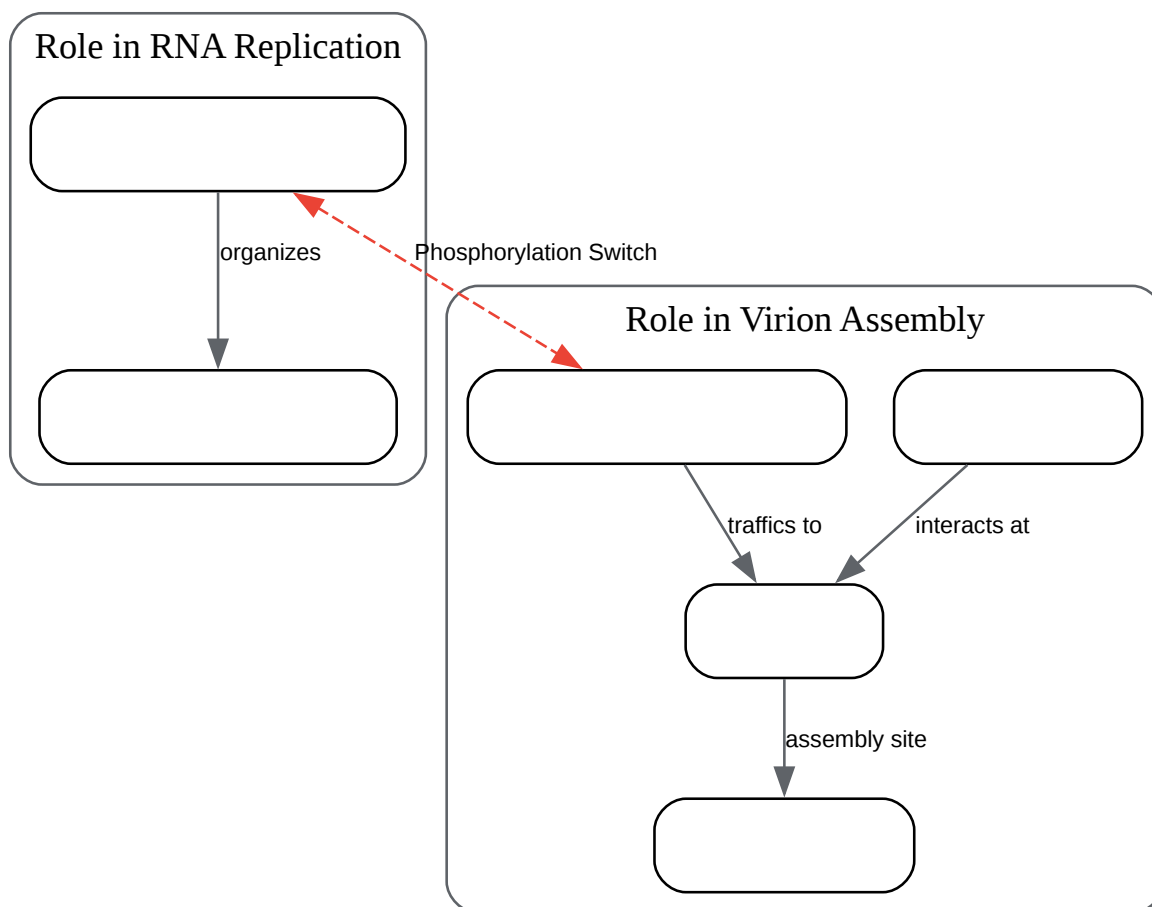 Role in RNA Replication
organizes
Phosphorylation Switch
Role in Virion Assembly
traffics to
interacts at
assembly site